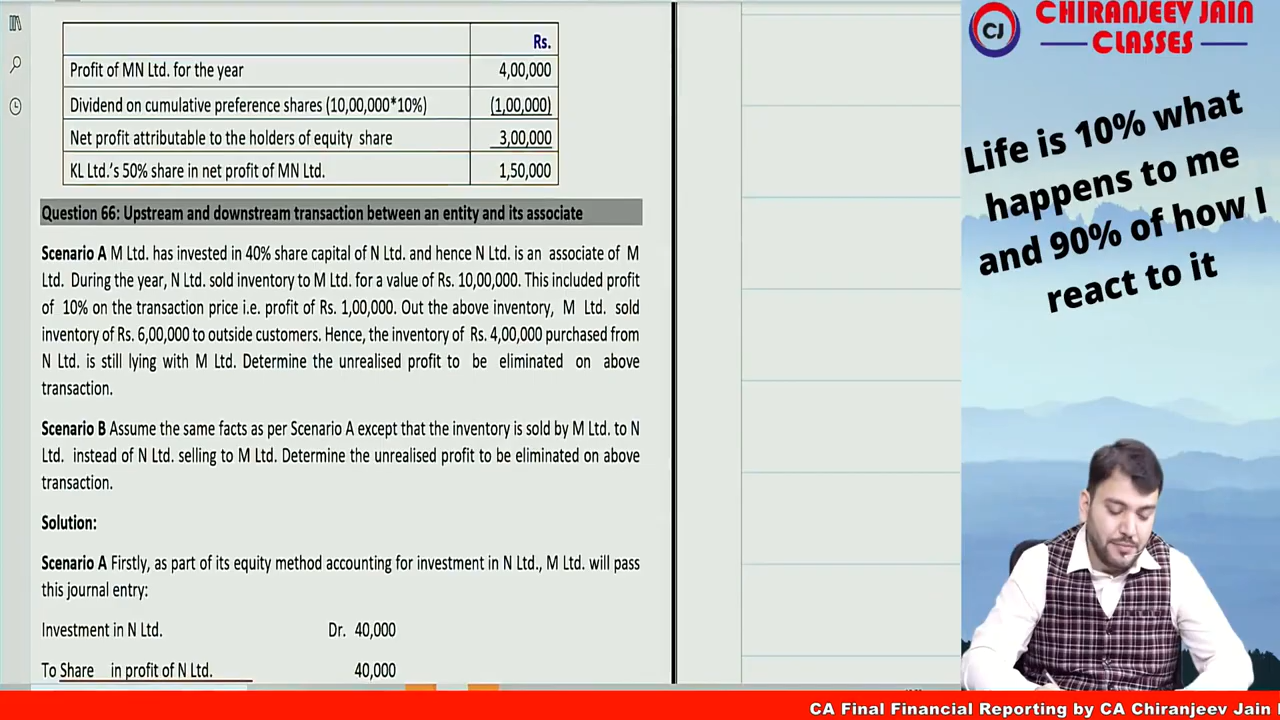 Rs.
Profit of MN Ltd. for the year 4,00,000
Dividend on cumulative preference shares (10,00,000*10%) (1,00,000)
Net profit attributable to the holders of equity share 3,00,000
KL Ltd.'s 50% share in net profit of MN Ltd. 1,50,000
Question 66: Upstream and downstream transaction between an entity and its associate
Scenario A M Ltd. has invested in 40% share capital of N Ltd. and hence N Ltd. is an associate of M
Ltd. During the year, N Ltd. sold inventory to M Ltd. for a value of Rs. 10,00,000. This included profit
of 10% on the transaction price i.e. profit of Rs. 1,00,000. Out the above inventory, M Ltd. sold
inventory of Rs. 6,00,000 to outside customers. Hence, the inventory of Rs. 4,00,000 purchased from
N Ltd. is still lying with M Ltd. Determine the unrealised profit to be eliminated on above
transaction.
Scenario B Assume the same facts as per Scenario A except that the inventory is sold by M Ltd. to N
Ltd. instead of N Ltd. selling to M Ltd. Determine the unrealised profit to be eliminated on above
transaction.
Solution:
Scenario A Firstly, as part of its equity method accounting for investment in N Ltd., M Ltd. will pass
this journal entry:
Investment in N Ltd. Dr. 40,000
To Share in profit of N Ltd. 40,000
CJ
CHIRANJEEV JAIN
CLASSES
Life is 10% what
happens to me
and 90% of how I
react to it
CA Final Financial Reporting by CA Chiranjeev Jain